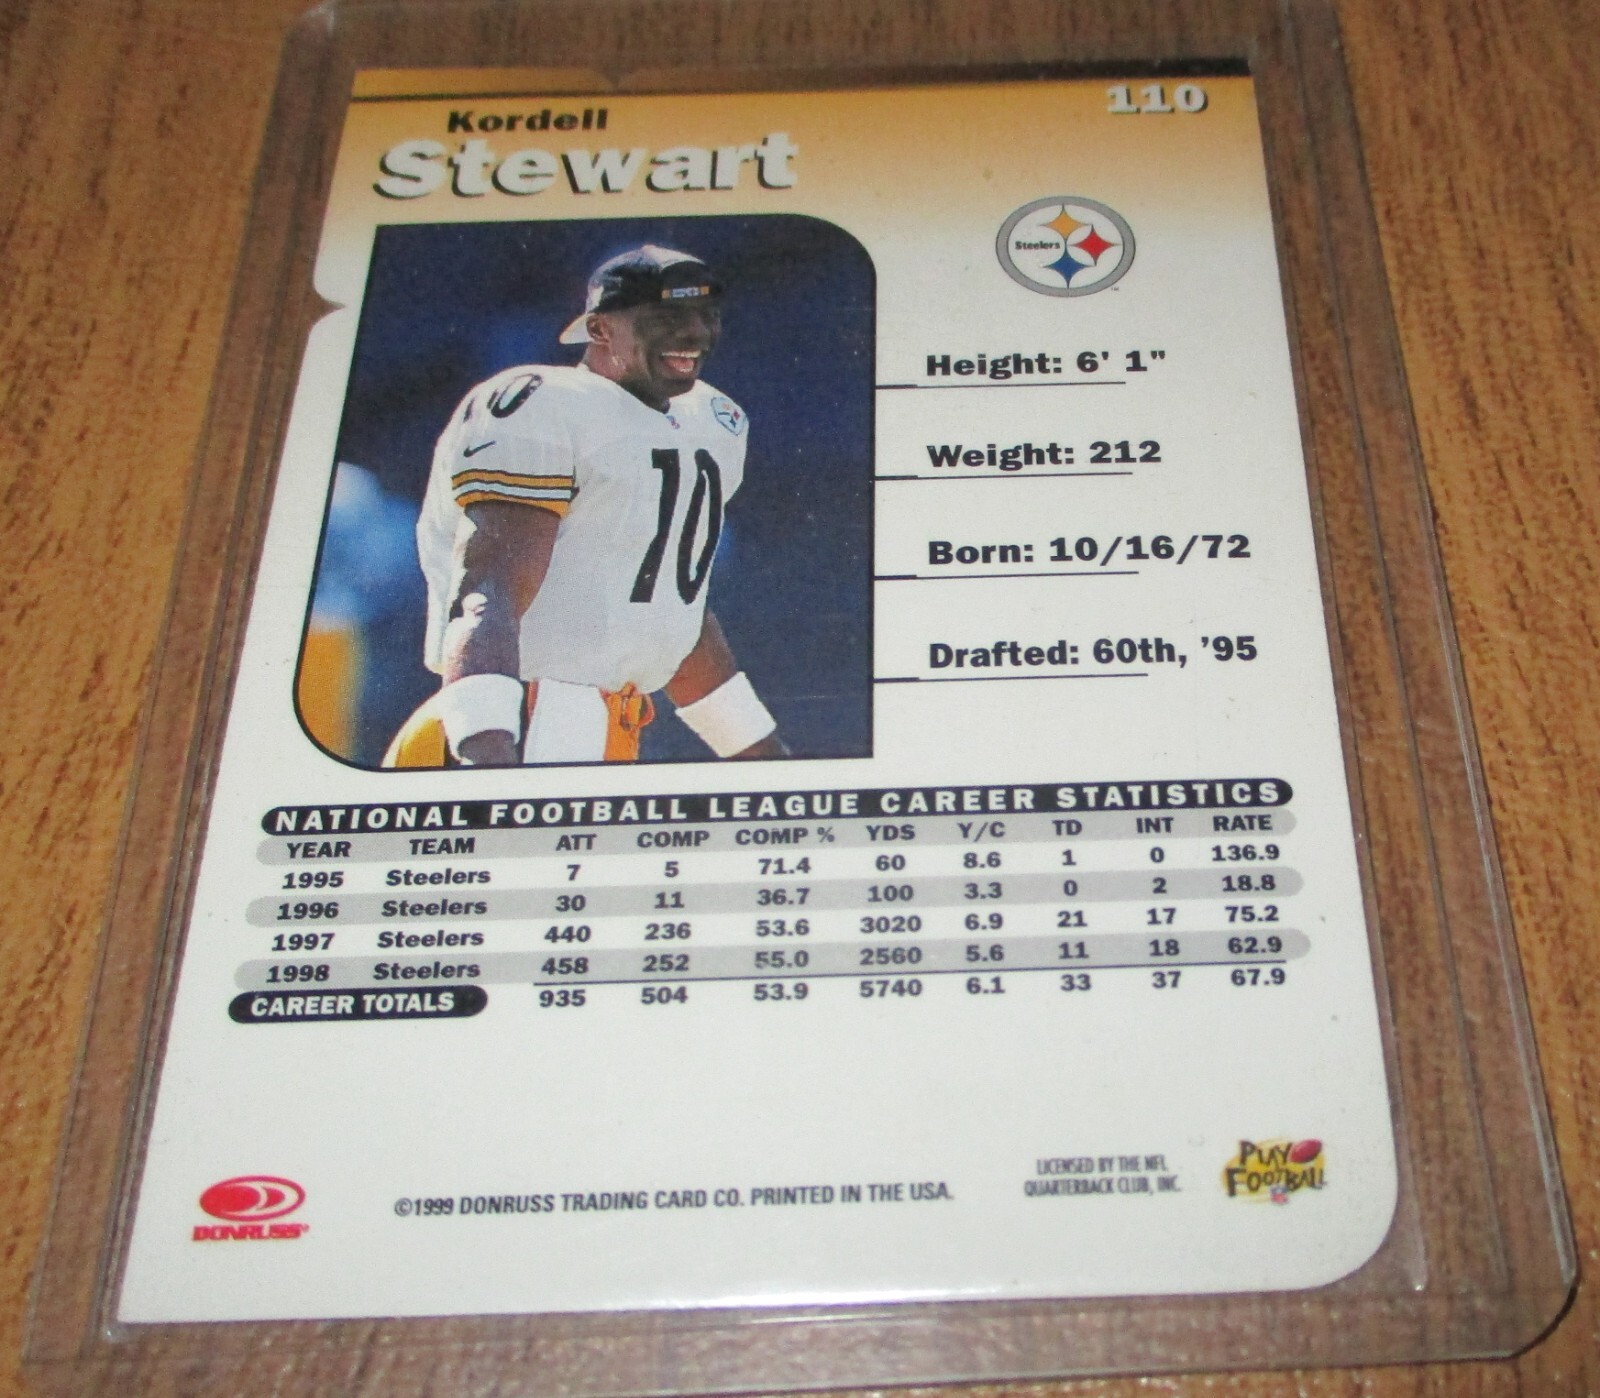 110
Kordell
Stewart
Steelers
Height: 6' 1"
Weight: 212
Born: 10/16/72
Drafted: 60th, '95
10
10
NATIONAL FOOTBALL LEAGUE CAREER STATISTICS
YEAR TEAM ATT COMP COMP % YDS Y/C TD INT RATE
1995 Steelers 7 5 71.4 60 8.6 1 0 136.9
1996 Steelers 30 11 36.7 100 3.3 0 2 18.8
1997 Steelers 440 236 53.6 3020 6.9 21 17 75.2
1998 Steelers 458 252 55.0 2560 5.6 11 18 62.9
CAREER TOTALS 935 504 53.9 5740 6.1 33 37 67.9
DONRUSS®
©1999 DONRUSS TRADING CARD CO. PRINTED IN THE USA.
LICENSED BY THE NFL
QUARTERBACK CLUB, INC.
PLAY
FOOTBALL